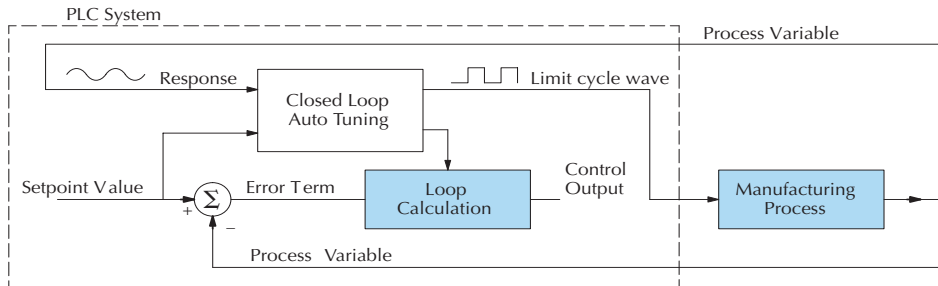 PLC System
Process Variable
Response
Limit cycle wave
Closed Loop
Auto Tuning
Setpoint Value
+
Σ
−
Error Term
Loop
Calculation
Control
Output
Manufacturing
Process
Process Variable